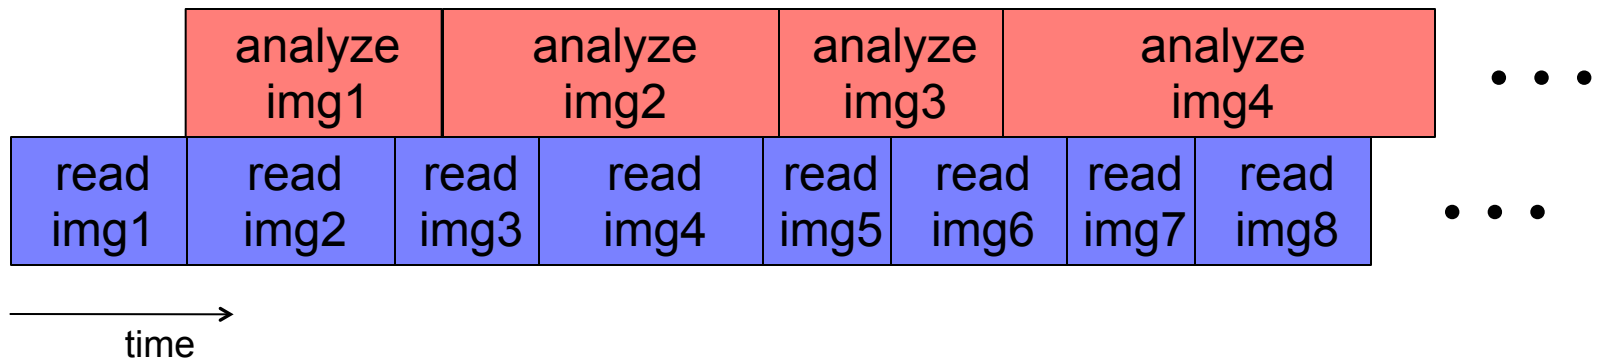 analyze
img1
analyze
img2
analyze
img3
analyze
img4
• • •
read
img1
read
img2
read
img3
read
img4
read
img5
read
img6
read
img7
read
img8
• • •
time